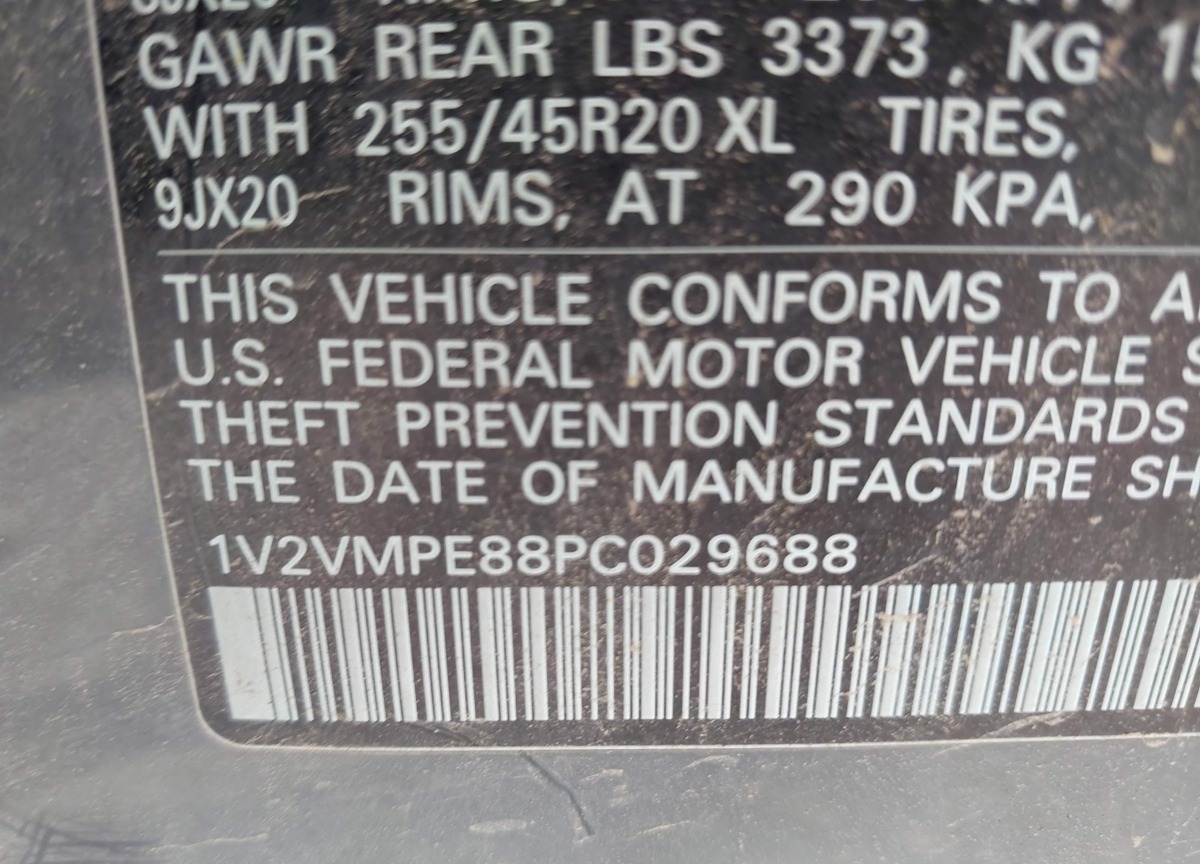 GAWR REAR LBS 3373, KG
WITH 255/45R20 XL TIRES,
9JX20 RIMS, AT 290 KPA,
THIS VEHICLE CONFORMS TO
U.S. FEDERAL MOTOR VEHICLE
THEFT PREVENTION STANDARDS
THE DATE OF MANUFACTURE
1V2VMPE88PC029688